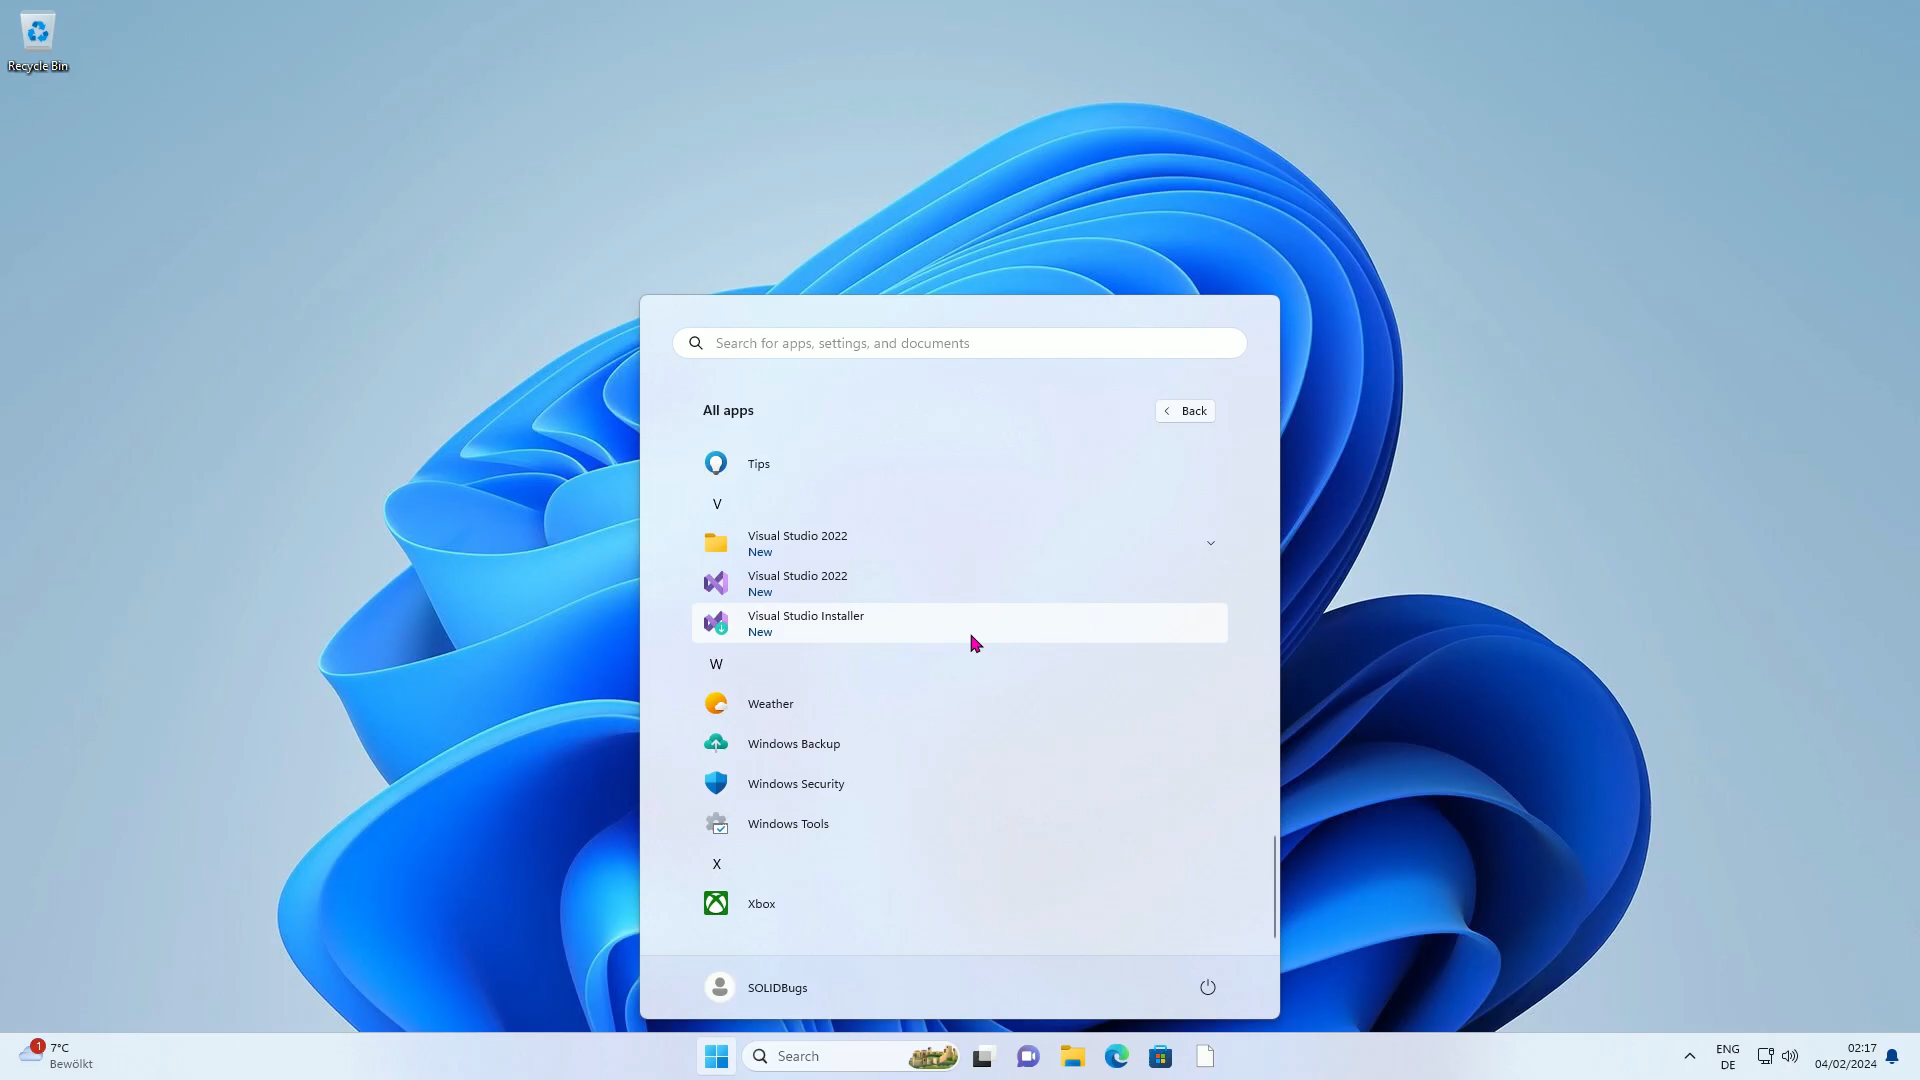 Recycle Bin
Search for apps, settings, and documents
All apps
Back
Tips
V
Visual Studio 2022
New
Visual Studio 2022
New
Visual Studio Installer
New
W
Weather
Windows Backup
Windows Security
Windows Tools
X
Xbox
SOLIDBugs
1
7°C
Bewölkt
Search
ENG
DE
02:17
04/02/2024